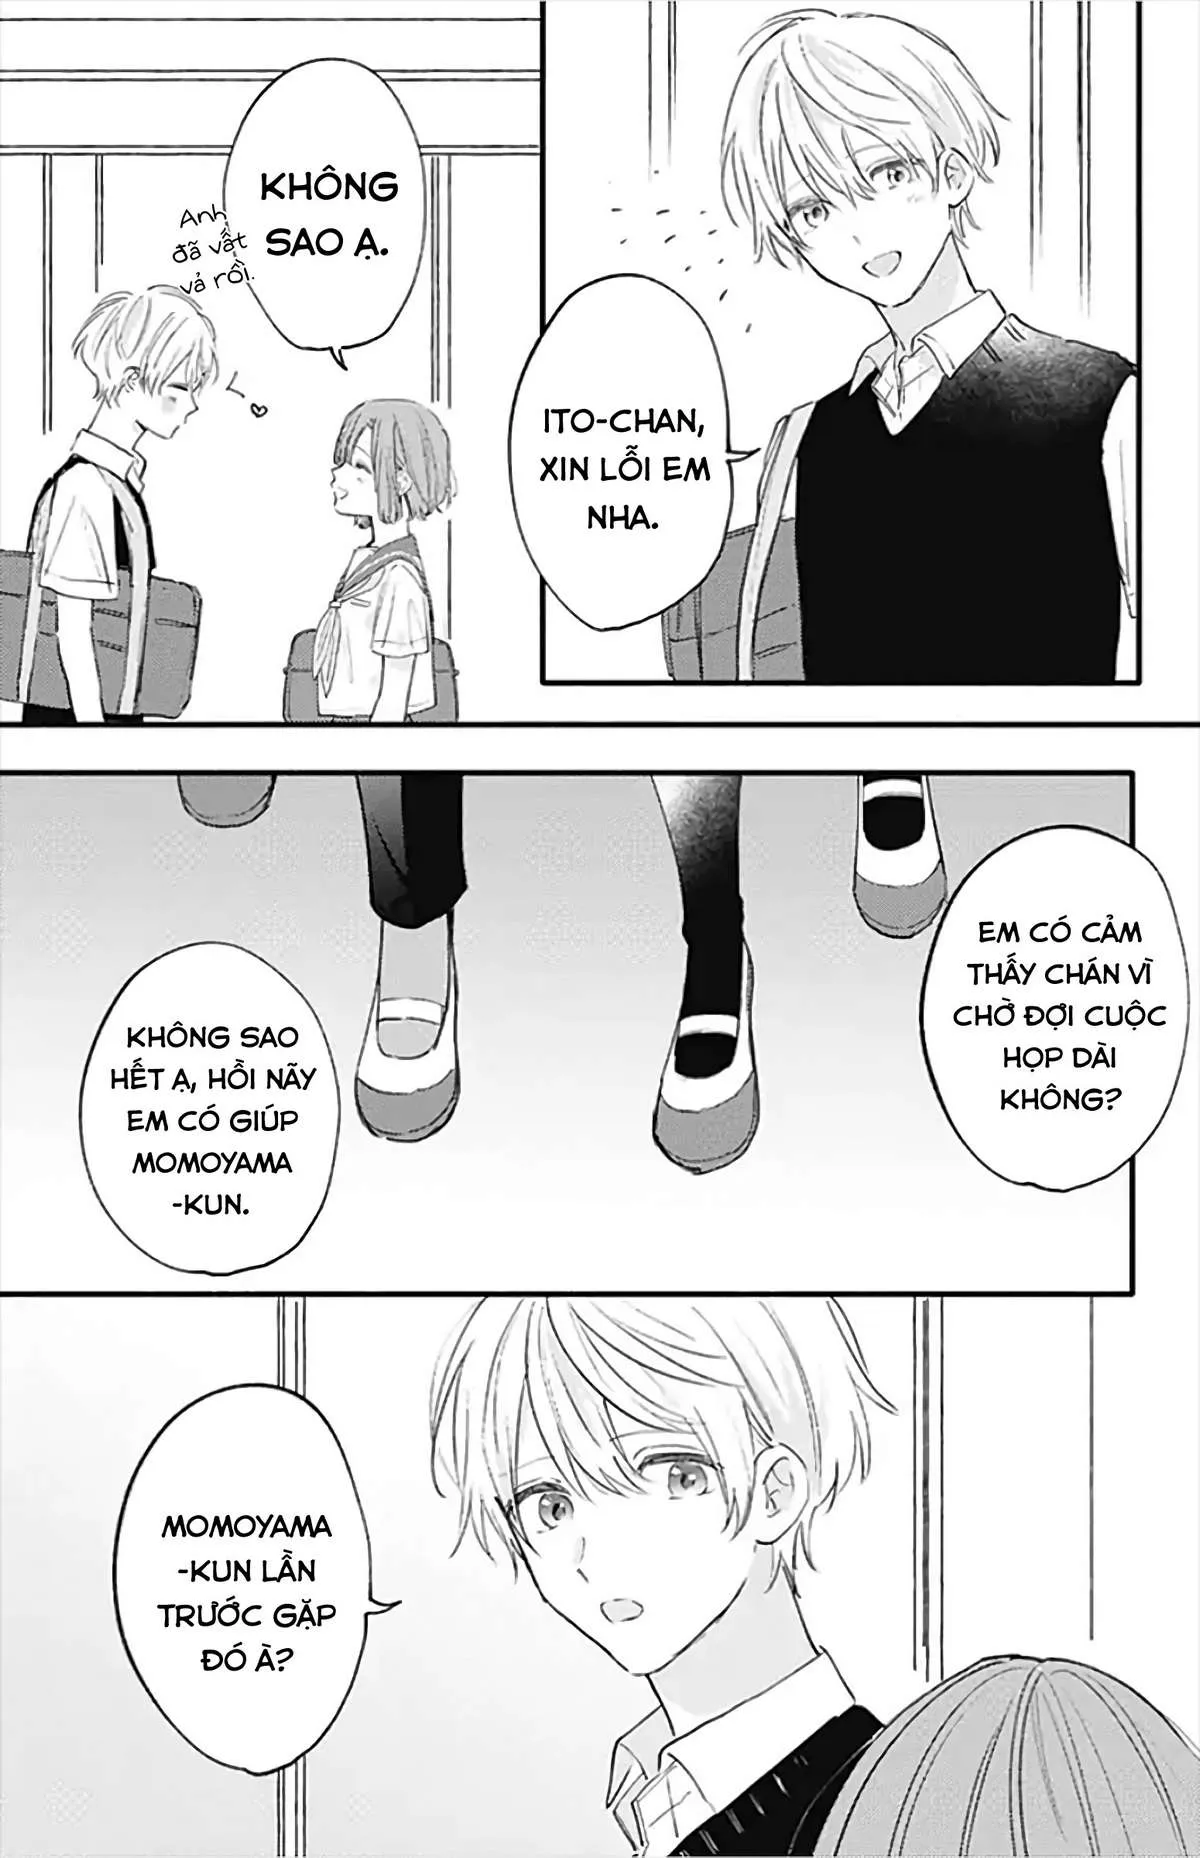 ITO-CHAN,
XIN LỖI EM
NHA.
KHÔNG
SAO Ạ.
Anh
đã vất
vả rồi.
EM CÓ CẢM
THẤY CHÁN VÌ
CHỜ ĐỢI CUỘC
HỌP DÀI
KHÔNG?
KHÔNG SAO
HẾT Ạ, HỒI NÃY
EM CÓ GIÚP
MOMOYAMA
-KUN.
MOMOYAMA
-KUN LẦN
TRƯỚC GẶP
ĐÓ À?